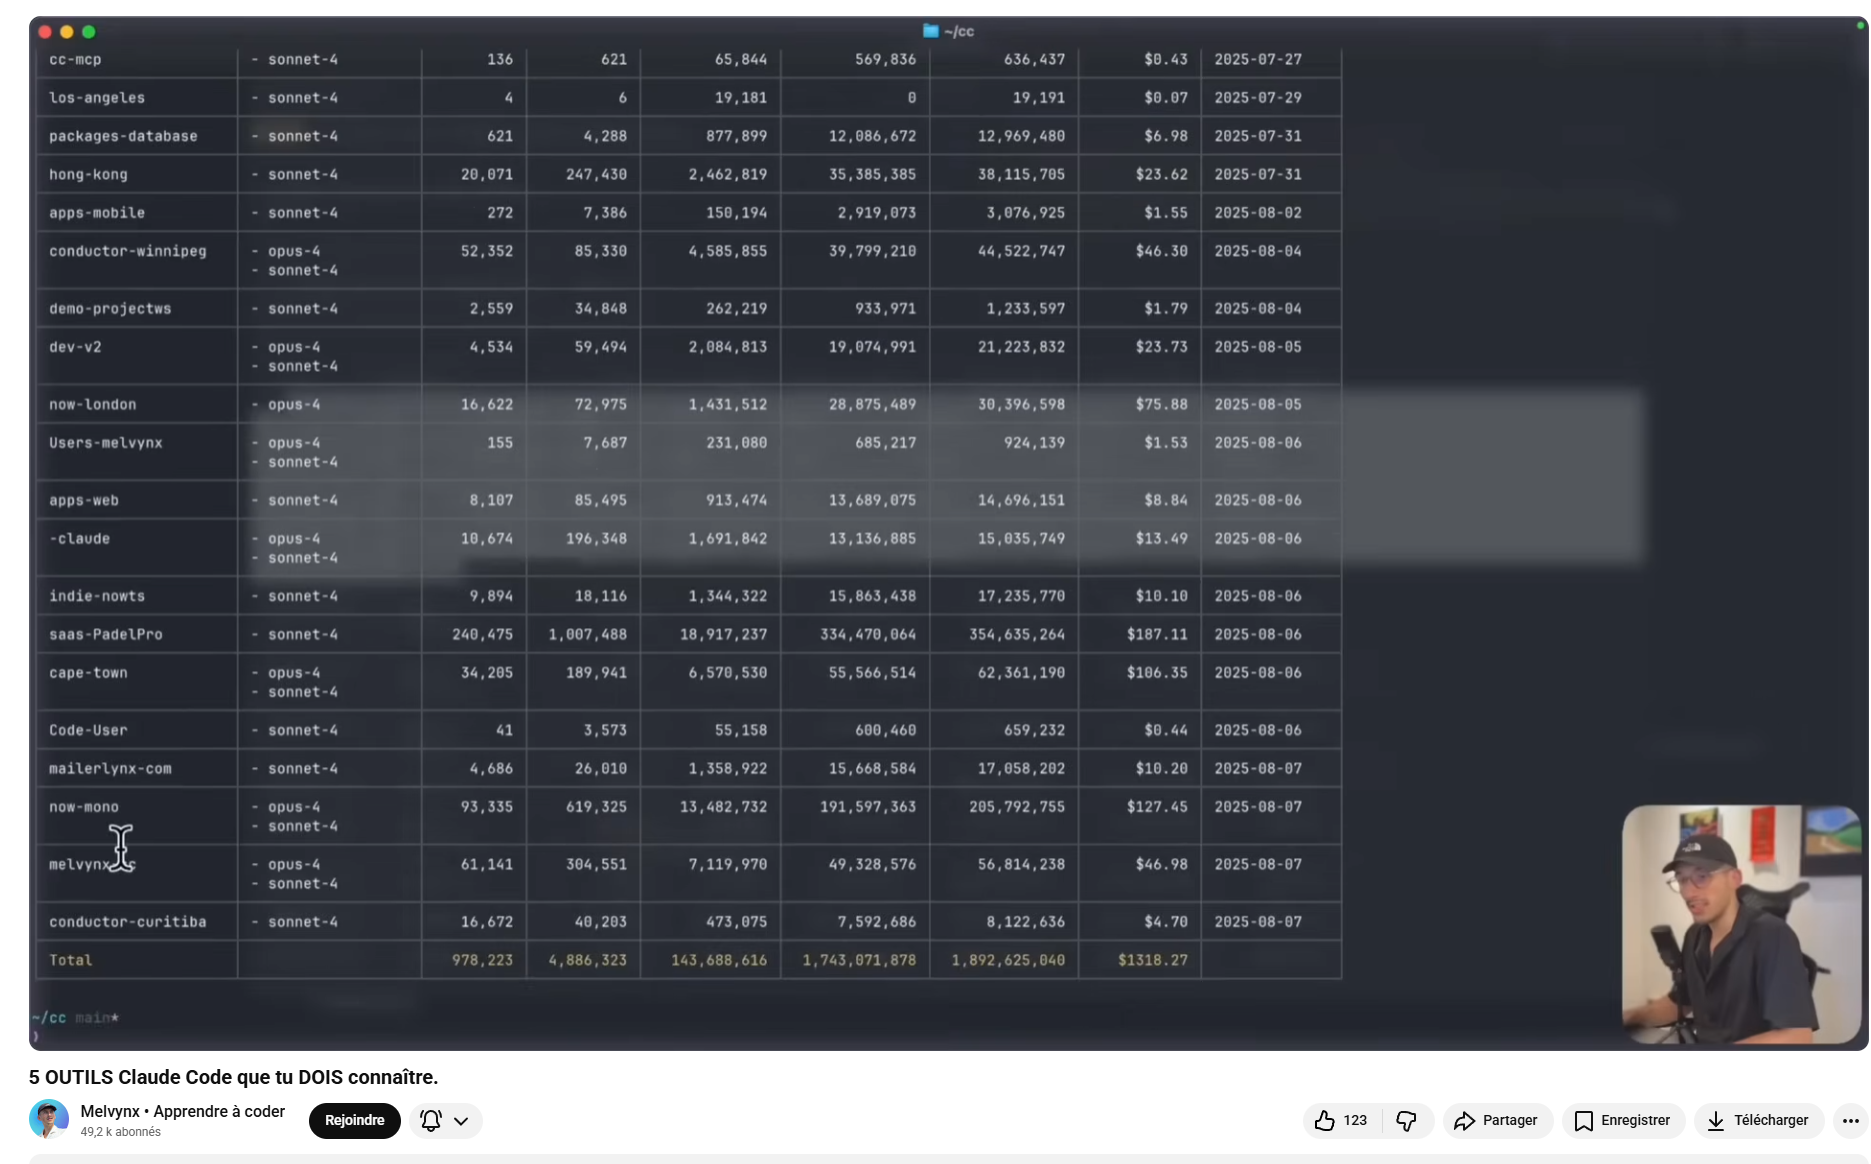 ~/cc
cc-mcp - sonnet-4 136 621 65,844 569,836 636,437 $0.43 2025-07-27
los-angeles - sonnet-4 4 6 19,181 0 19,191 $0.07 2025-07-29
packages-database - sonnet-4 621 4,288 877,899 12,086,672 12,969,480 $6.98 2025-07-31
hong-kong - sonnet-4 20,071 247,430 2,462,819 35,385,385 38,115,705 $23.62 2025-07-31
apps-mobile - sonnet-4 272 7,386 150,194 2,919,073 3,076,925 $1.55 2025-08-02
conductor-winnipeg - opus-4 52,352 85,330 4,585,855 39,799,210 44,522,747 $46.30 2025-08-04
- sonnet-4
demo-projectws - sonnet-4 2,559 34,848 262,219 933,971 1,233,597 $1.79 2025-08-04
dev-v2 - opus-4 4,534 59,494 2,084,813 19,074,991 21,223,832 $23.73 2025-08-05
- sonnet-4
now-london - opus-4 16,622 72,975 1,431,512 28,875,489 30,396,598 $75.88 2025-08-05
Users-melvynx - opus-4 155 7,687 231,080 685,217 924,139 $1.53 2025-08-06
- sonnet-4
apps-web - sonnet-4 8,107 85,495 913,474 13,689,075 14,696,151 $8.84 2025-08-06
-claude - opus-4 10,674 196,348 1,691,842 13,136,885 15,035,749 $13.49 2025-08-06
- sonnet-4
indie-nowts - sonnet-4 9,894 18,116 1,344,322 15,863,438 17,235,770 $10.10 2025-08-06
saas-PadelPro - sonnet-4 240,475 1,007,488 18,917,237 334,470,064 354,635,264 $187.11 2025-08-06
cape-town - opus-4 34,205 189,941 6,570,530 55,566,514 62,361,190 $106.35 2025-08-06
- sonnet-4
Code-User - sonnet-4 41 3,573 55,158 600,460 659,232 $0.44 2025-08-06
mailerlynx-com - sonnet-4 4,686 26,010 1,358,922 15,668,584 17,058,202 $10.20 2025-08-07
now-mono - opus-4 93,335 619,325 13,482,732 191,597,363 205,792,755 $127.45 2025-08-07
- sonnet-4
melvynx - opus-4 61,141 304,551 7,119,970 49,328,576 56,814,238 $46.98 2025-08-07
- sonnet-4
conductor-curitiba - sonnet-4 16,672 40,203 473,075 7,592,686 8,122,636 $4.70 2025-08-07
Total 978,223 4,886,323 143,688,616 1,743,071,878 1,892,625,040 $1318.27
~/cc main*
❯
5 OUTILS Claude Code que tu DOIS connaître.
Melvynx • Apprendre à coder
49,2 k abonnés
Rejoindre
123
Partager
Enregistrer
Télécharger